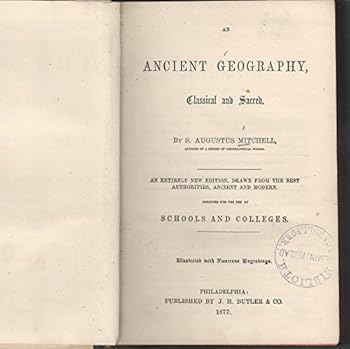 AN
ANCIENT GEOGRAPHY,
Classical and Sacred.
BY S. AUGUSTUS MITCHELL,
AUTHOR OF A SERIES OF GEOGRAPHICAL WORKS.
AN ENTIRELY NEW EDITION, DRAWN FROM THE BEST
AUTHORITIES, ANCIENT AND MODERN.
DESIGNED FOR THE USE OF
SCHOOLS AND COLLEGES.
Illustrated with Numerous Engravings.
PHILADELPHIA:
PUBLISHED BY J. H. BUTLER & CO.
1877.